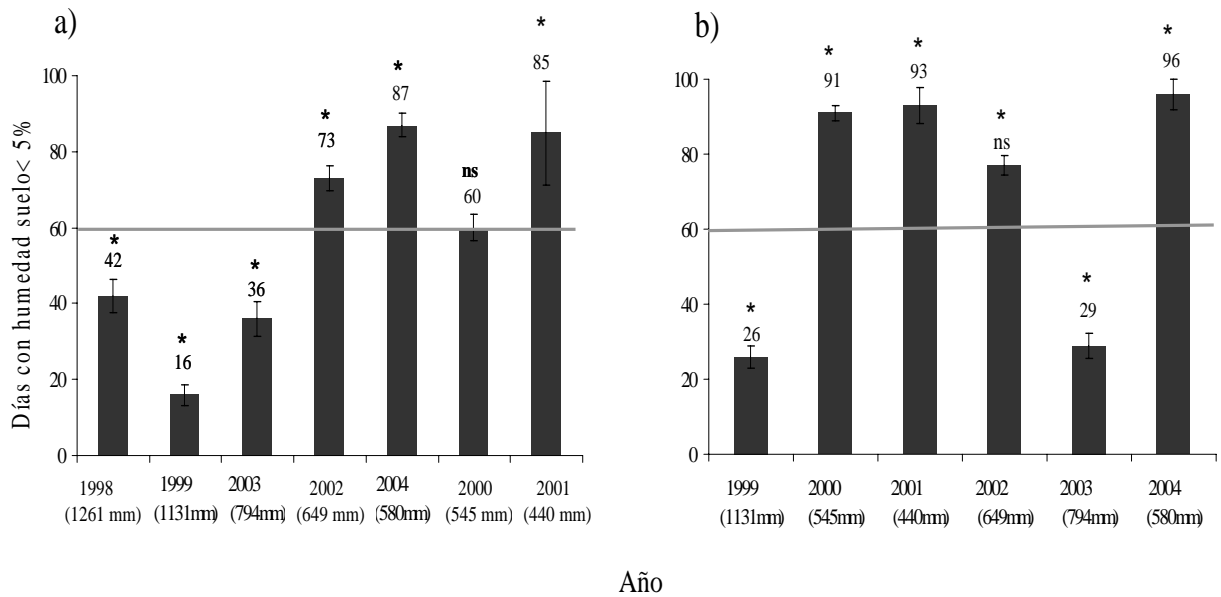 a)
Días con humedad suelo< 5%
100
80
60
40
20
0
* 42
* 16
* 36
* 73
* 87
ns 60
* 85
1998 (1261 mm)
1999 (1131mm)
2003 (794mm)
2002 (649 mm)
2004 (580mm)
2000 (545 mm)
2001 (440 mm)
b)
100
80
60
40
20
0
* 26
* 91
* 93
* ns
* 29
* 96
1999 (1131mm)
2000 (545mm)
2001 (440mm)
2002 (649mm)
2003 (794mm)
2004 (580mm)
Año